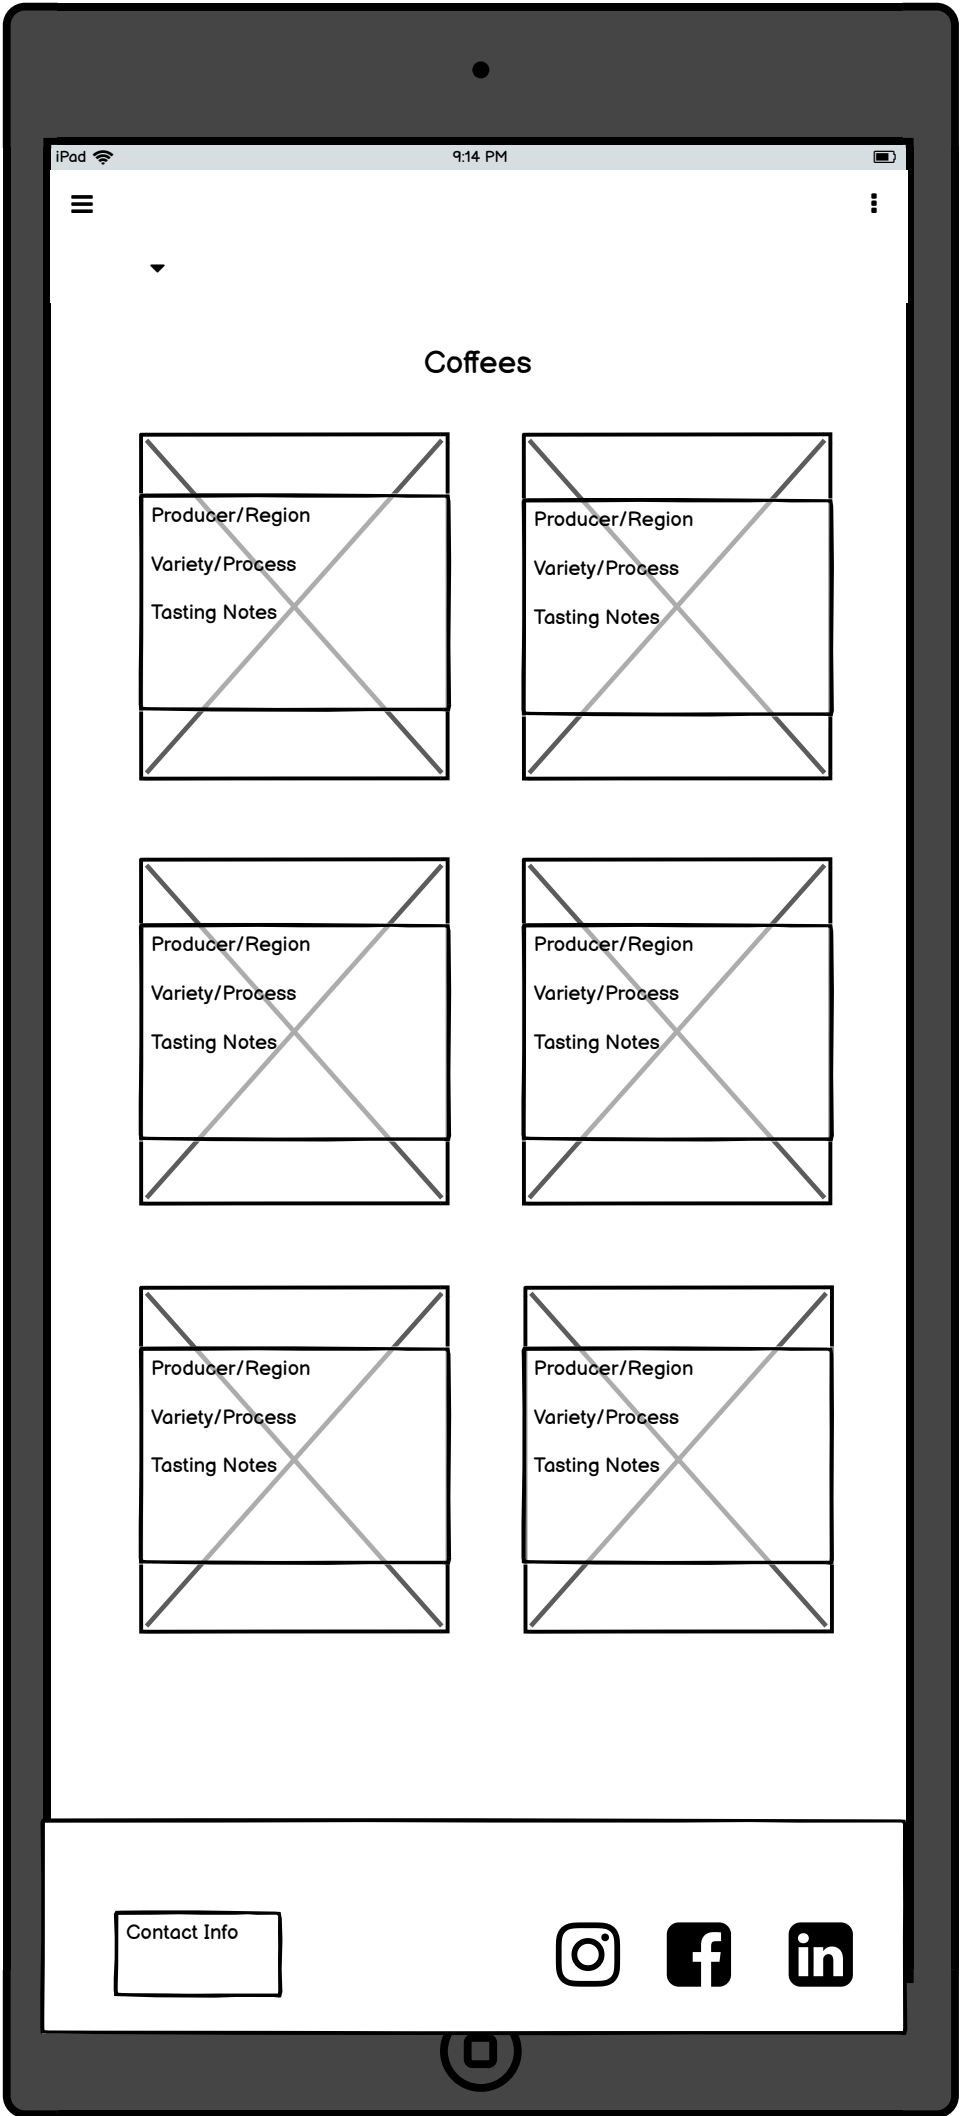 iPad 9:14 PM
Coffees
Producer/Region
Variety/Process
Tasting Notes
Producer/Region
Variety/Process
Tasting Notes
Producer/Region
Variety/Process
Tasting Notes
Producer/Region
Variety/Process
Tasting Notes
Producer/Region
Variety/Process
Tasting Notes
Producer/Region
Variety/Process
Tasting Notes
Contact Info